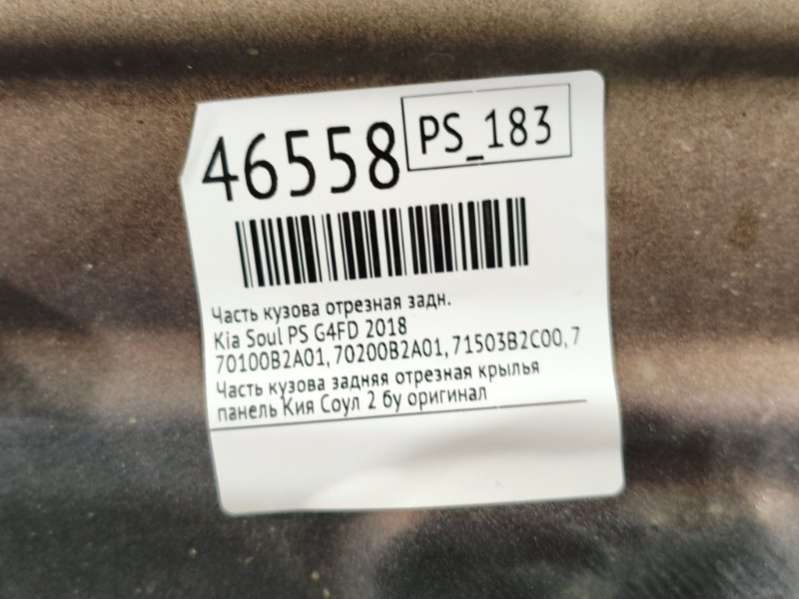 46558
PS_183
Часть кузова отрезная задн.
Kia Soul PS G4FD 2018
70100B2A01, 70200B2A01, 71503B2C00, 7
Часть кузова задняя отрезная крылья
панель Кия Соул 2 бу оригинал